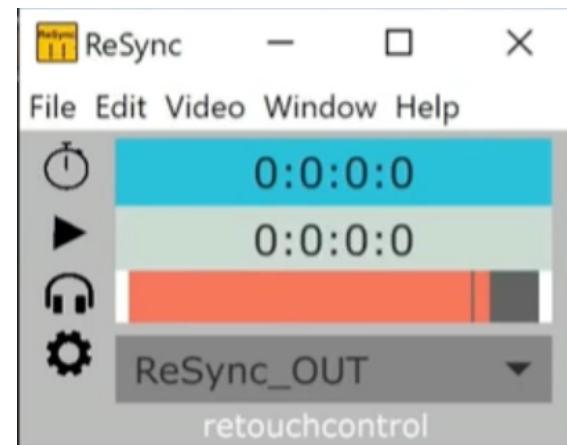 ReSync
ReSync
File Edit Video Window Help
0:0:0:0
0:0:0:0
ReSync_OUT
retouchcontrol